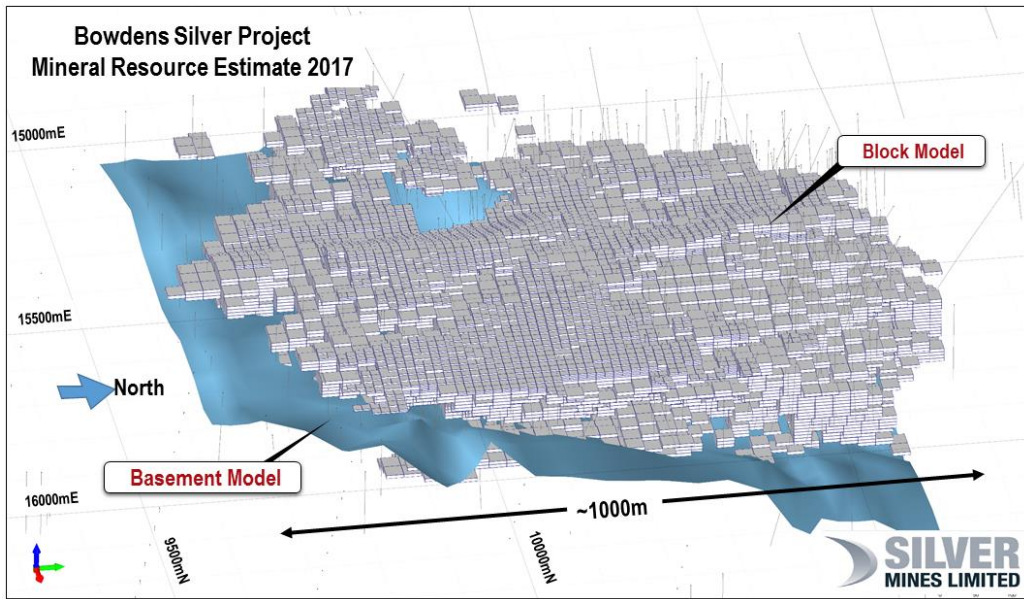 Bowdens Silver Project
Mineral Resource Estimate 2017
15000mE
Block Model
15500mE
North
Basement Model
16000mE
~1000m
9500mN
10000mN
SILVER
MINES LIMITED